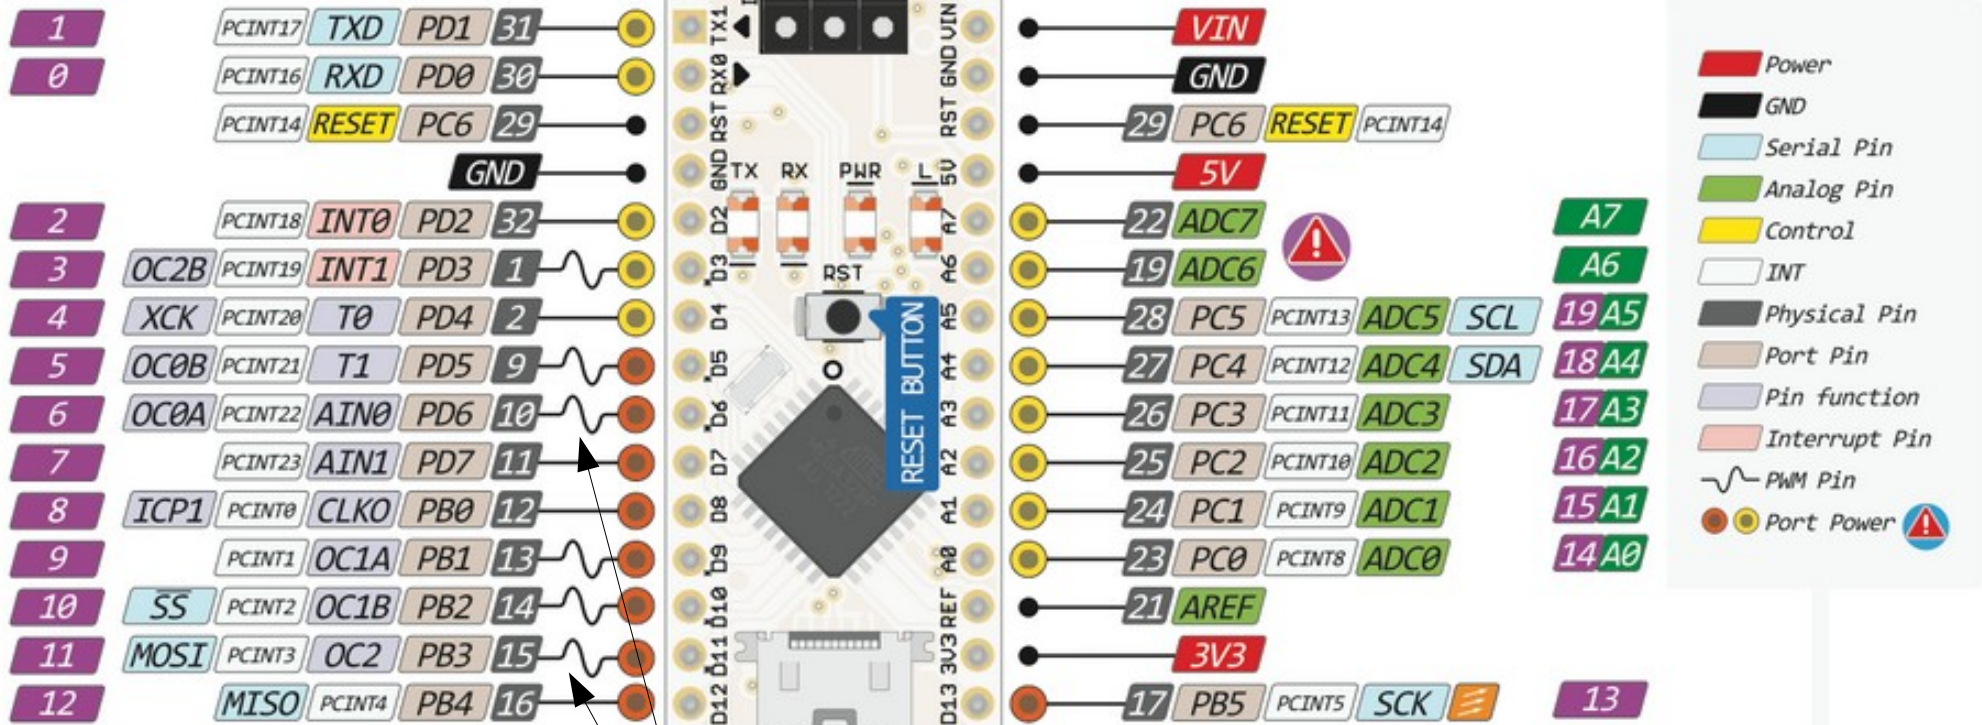 1 PCINT17 TXD PD1 31 TX1 VIN VIN
0 PCINT16 RXD PD0 30 RX0 GND GND
PCINT14 RESET PC6 29 RST RST 29 PC6 RESET PCINT14
GND GND 5V 5V
TX RX PWR L
2 PCINT18 INT0 PD2 32 D2 A7 22 ADC7 A7
3 OC2B PCINT19 INT1 PD3 1 D3 A6 19 ADC6 A6
RST
4 XCK PCINT20 T0 PD4 2 D4 A5 28 PC5 PCINT13 ADC5 SCL 19 A5
5 OC0B PCINT21 T1 PD5 9 D5 A4 27 PC4 PCINT12 ADC4 SDA 18 A4
RESET BUTTON
6 OC0A PCINT22 AIN0 PD6 10 D6 A3 26 PC3 PCINT11 ADC3 17 A3
7 PCINT23 AIN1 PD7 11 D7 A2 25 PC2 PCINT10 ADC2 16 A2
8 ICP1 PCINT0 CLKO PB0 12 D8 A1 24 PC1 PCINT9 ADC1 15 A1
9 PCINT1 OC1A PB1 13 D9 A0 23 PC0 PCINT8 ADC0 14 A0
10 SS PCINT2 OC1B PB2 14 D10 REF 21 AREF
11 MOSI PCINT3 OC2 PB3 15 D11 3V3 3V3
12 MISO PCINT4 PB4 16 D12 D13 17 PB5 PCINT5 SCK 13
Power
GND
Serial Pin
Analog Pin
Control
INT
Physical Pin
Port Pin
Pin function
Interrupt Pin
PWM Pin
Port Power